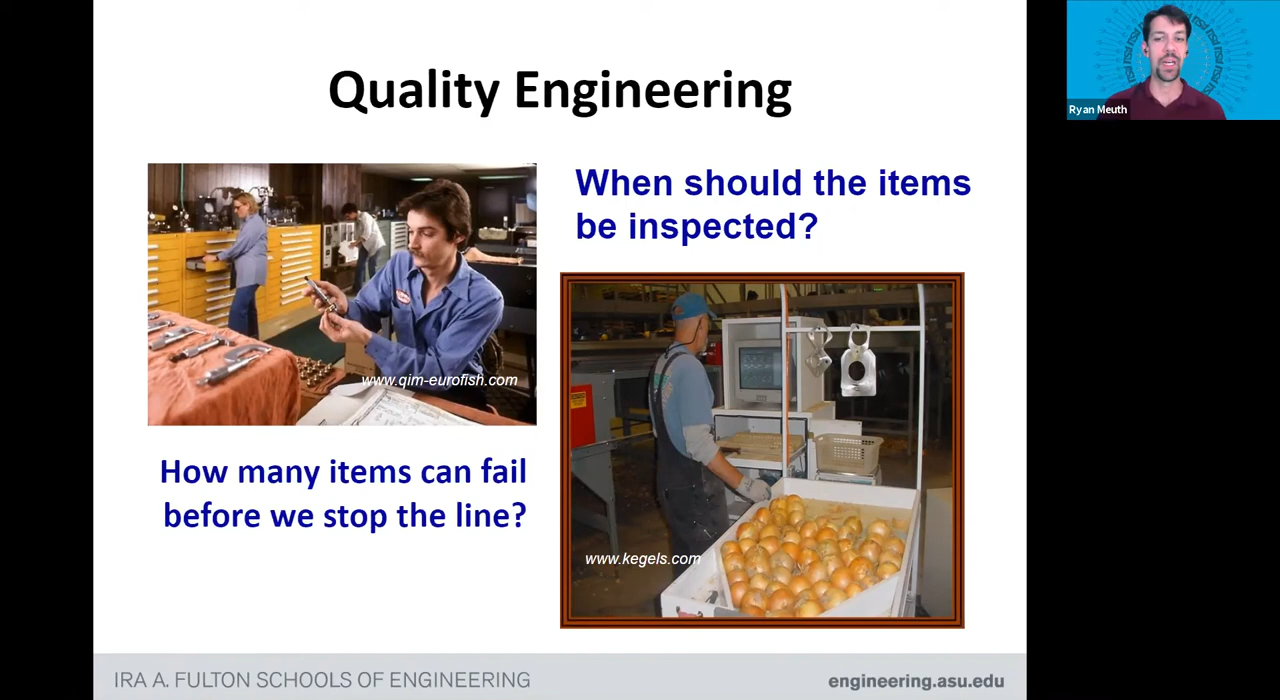 Quality Engineering
When should the items
be inspected?
www.qim-eurofish.com
How many items can fail
before we stop the line?
www.kegels.com
IRA A. FULTON SCHOOLS OF ENGINEERING
engineering.asu.edu
Ryan Meuth